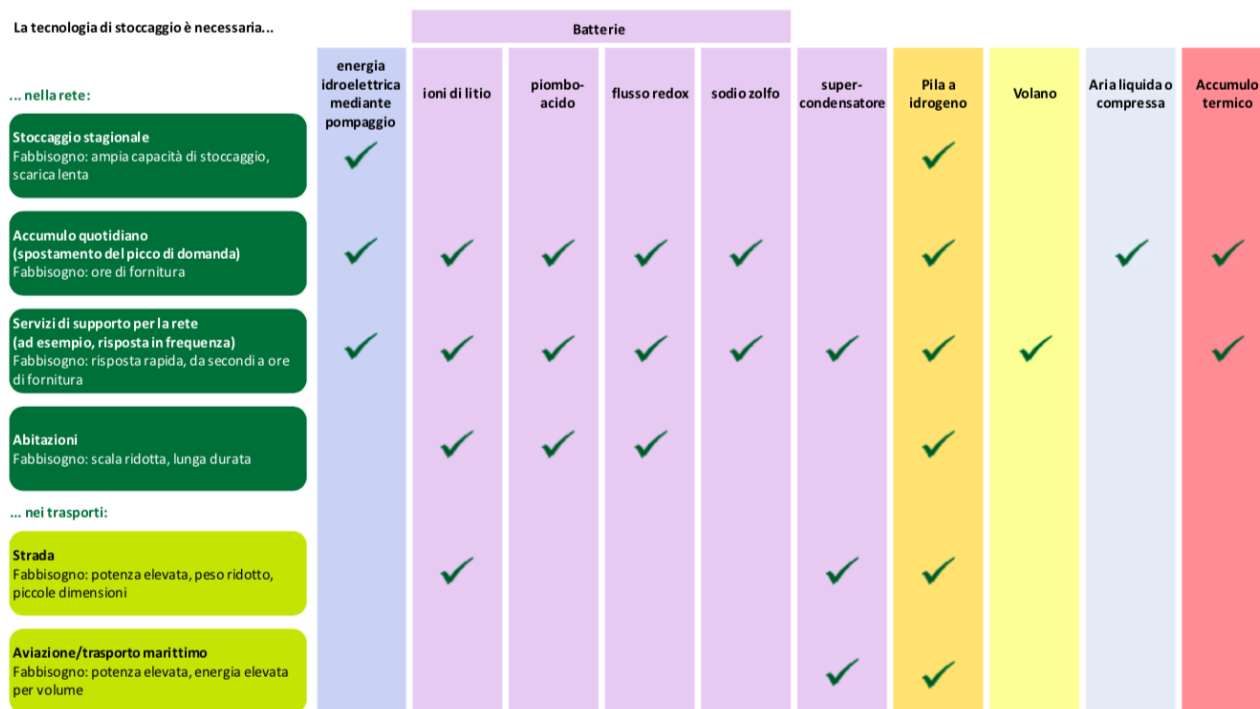 La tecnologia di stoccaggio è necessaria...
Batterie
... nella rete:
energia
idroelettrica
mediante
pompaggio
ioni di litio
piombo-
acido
flusso redox
sodio zolfo
super-
condensatore
Pila a
idrogeno
Volano
Aria liquida o
compressa
Accumulo
termico
Stoccaggio stagionale
Fabbisogno: ampia capacità di stoccaggio,
scarica lenta
Accumulo quotidiano
(spostamento del picco di domanda)
Fabbisogno: ore di fornitura
Servizi di supporto per la rete
(ad esempio, risposta in frequenza)
Fabbisogno: risposta rapida, da secondi a ore
di fornitura
Abitazioni
Fabbisogno: scala ridotta, lunga durata
... nei trasporti:
Strada
Fabbisogno: potenza elevata, peso ridotto,
piccole dimensioni
Aviazione/trasporto marittimo
Fabbisogno: potenza elevata, energia elevata
per volume